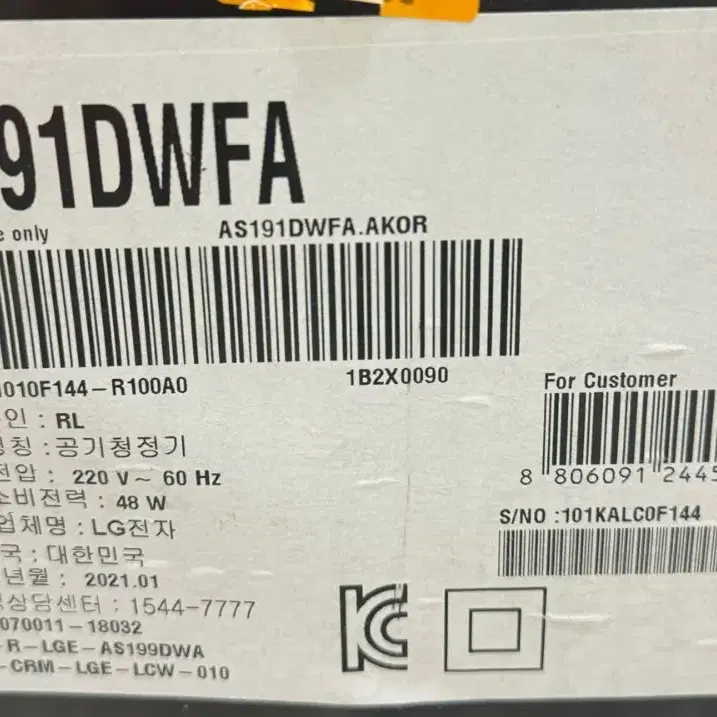 91DWFA
only
AS191DWFA.AKOR
010F144-R100A0
1B2X0090
For Customer
인 : RL
칭 : 공기청정기
전압 : 220 V~ 60 Hz
소비전력 : 48 W
업체명 : LG전자
국 : 대한민국
년월 : 2021.01
상담센터 : 1544-7777
070011-18032
R-LGE-AS199DWA
-CRM-LGE-LCW-010
8 806091 2445
S/NO :101KALC0F144